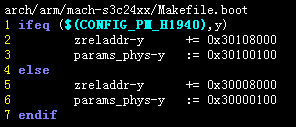 arch/arm/mach-s3c24xx/Makefile.boot
1 ifeq ($(CONFIG_PM_H1940),y)
2 zreladdr-y += 0x30108000
3 params_phys-y := 0x30100100
4 else
5 zreladdr-y += 0x30008000
6 params_phys-y := 0x30000100
7 endif